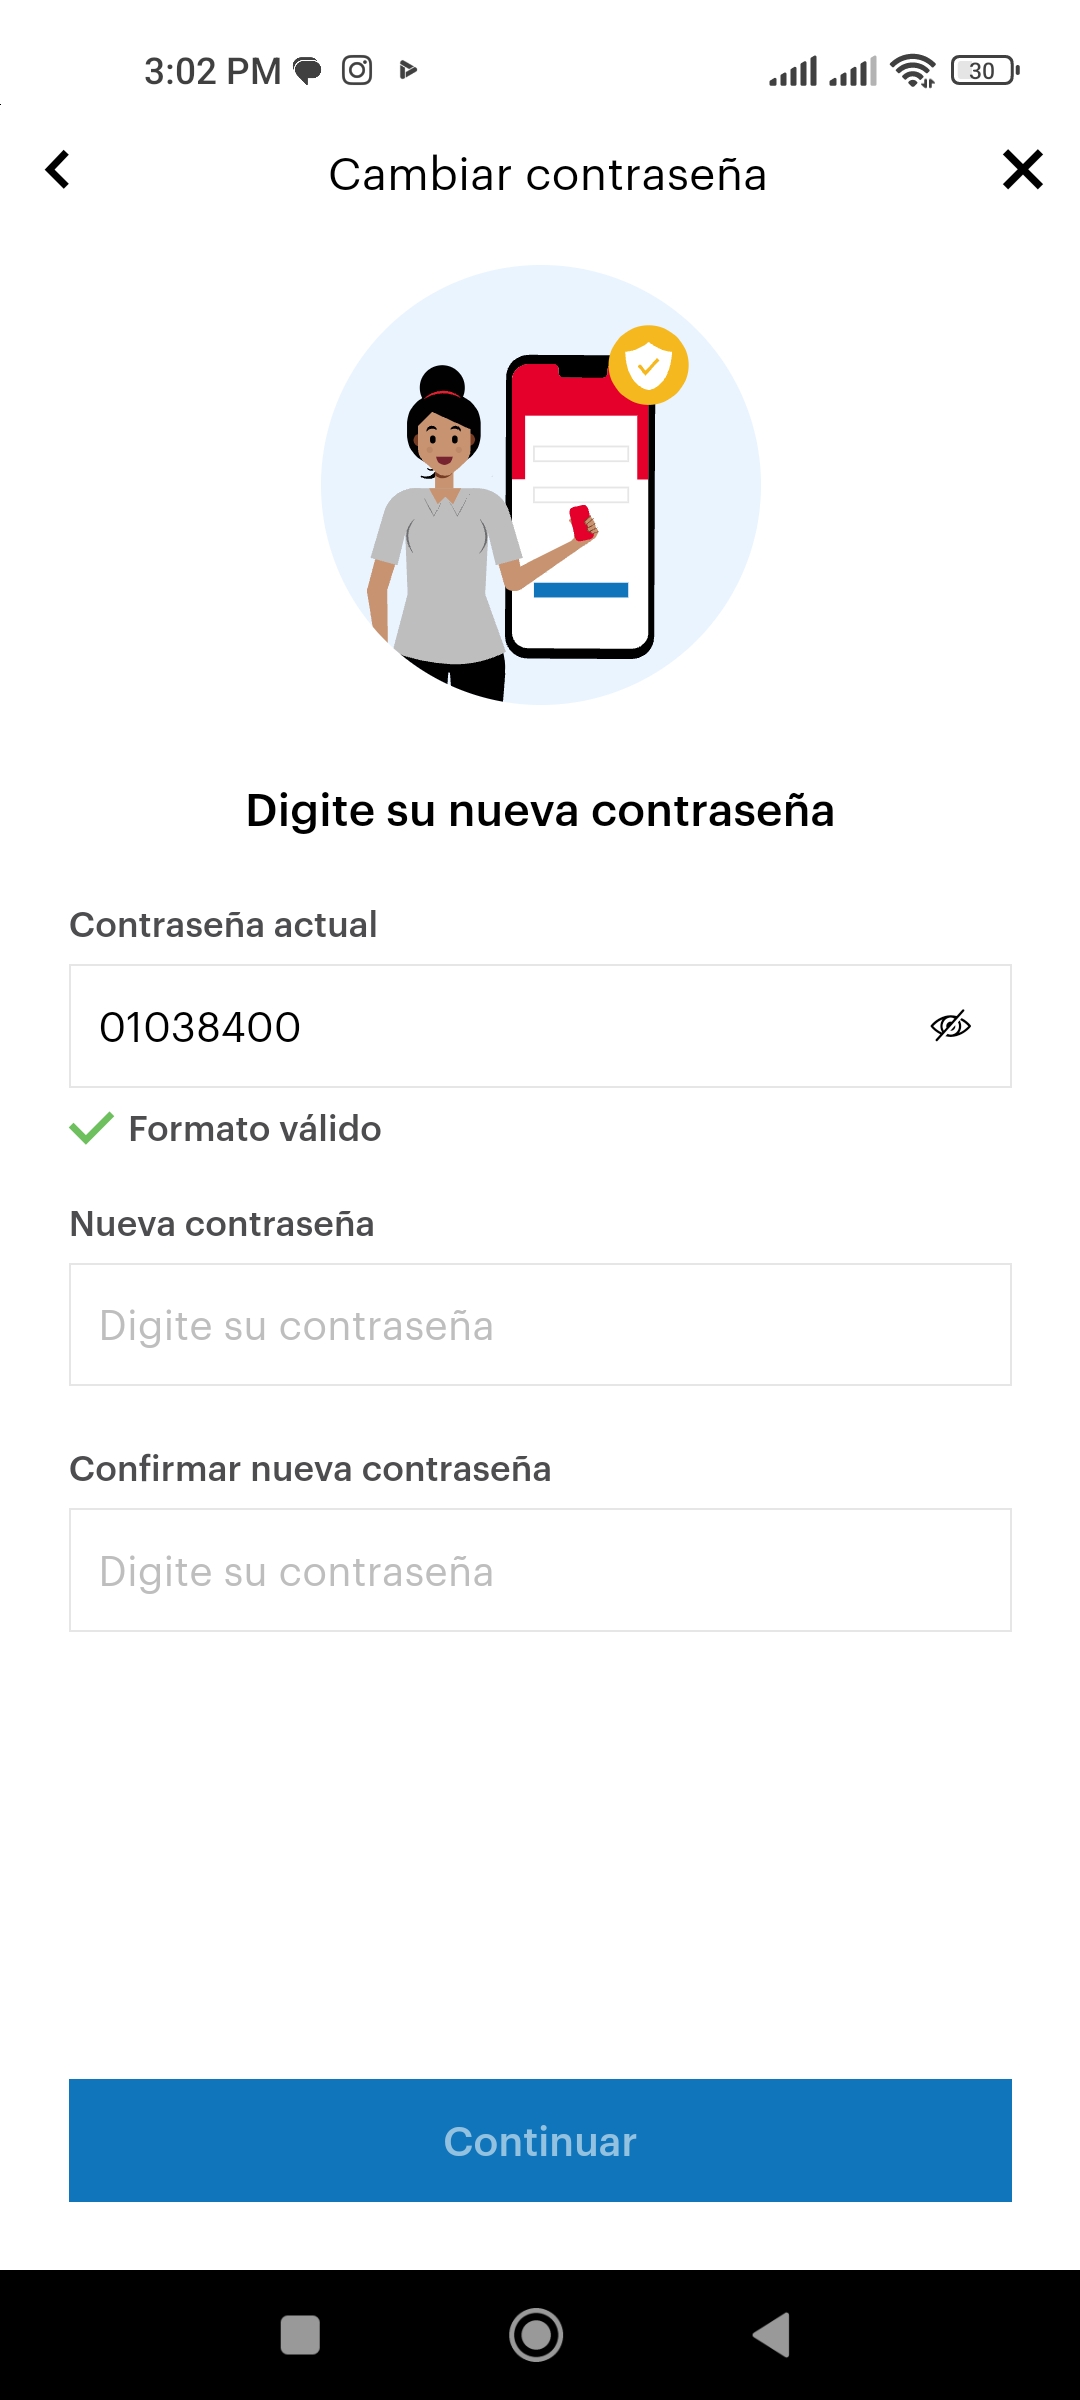 3:02 PM
30
Cambiar contraseña
Digite su nueva contraseña
Contraseña actual
01038400
Formato válido
Nueva contraseña
Digite su contraseña
Confirmar nueva contraseña
Digite su contraseña
Continuar